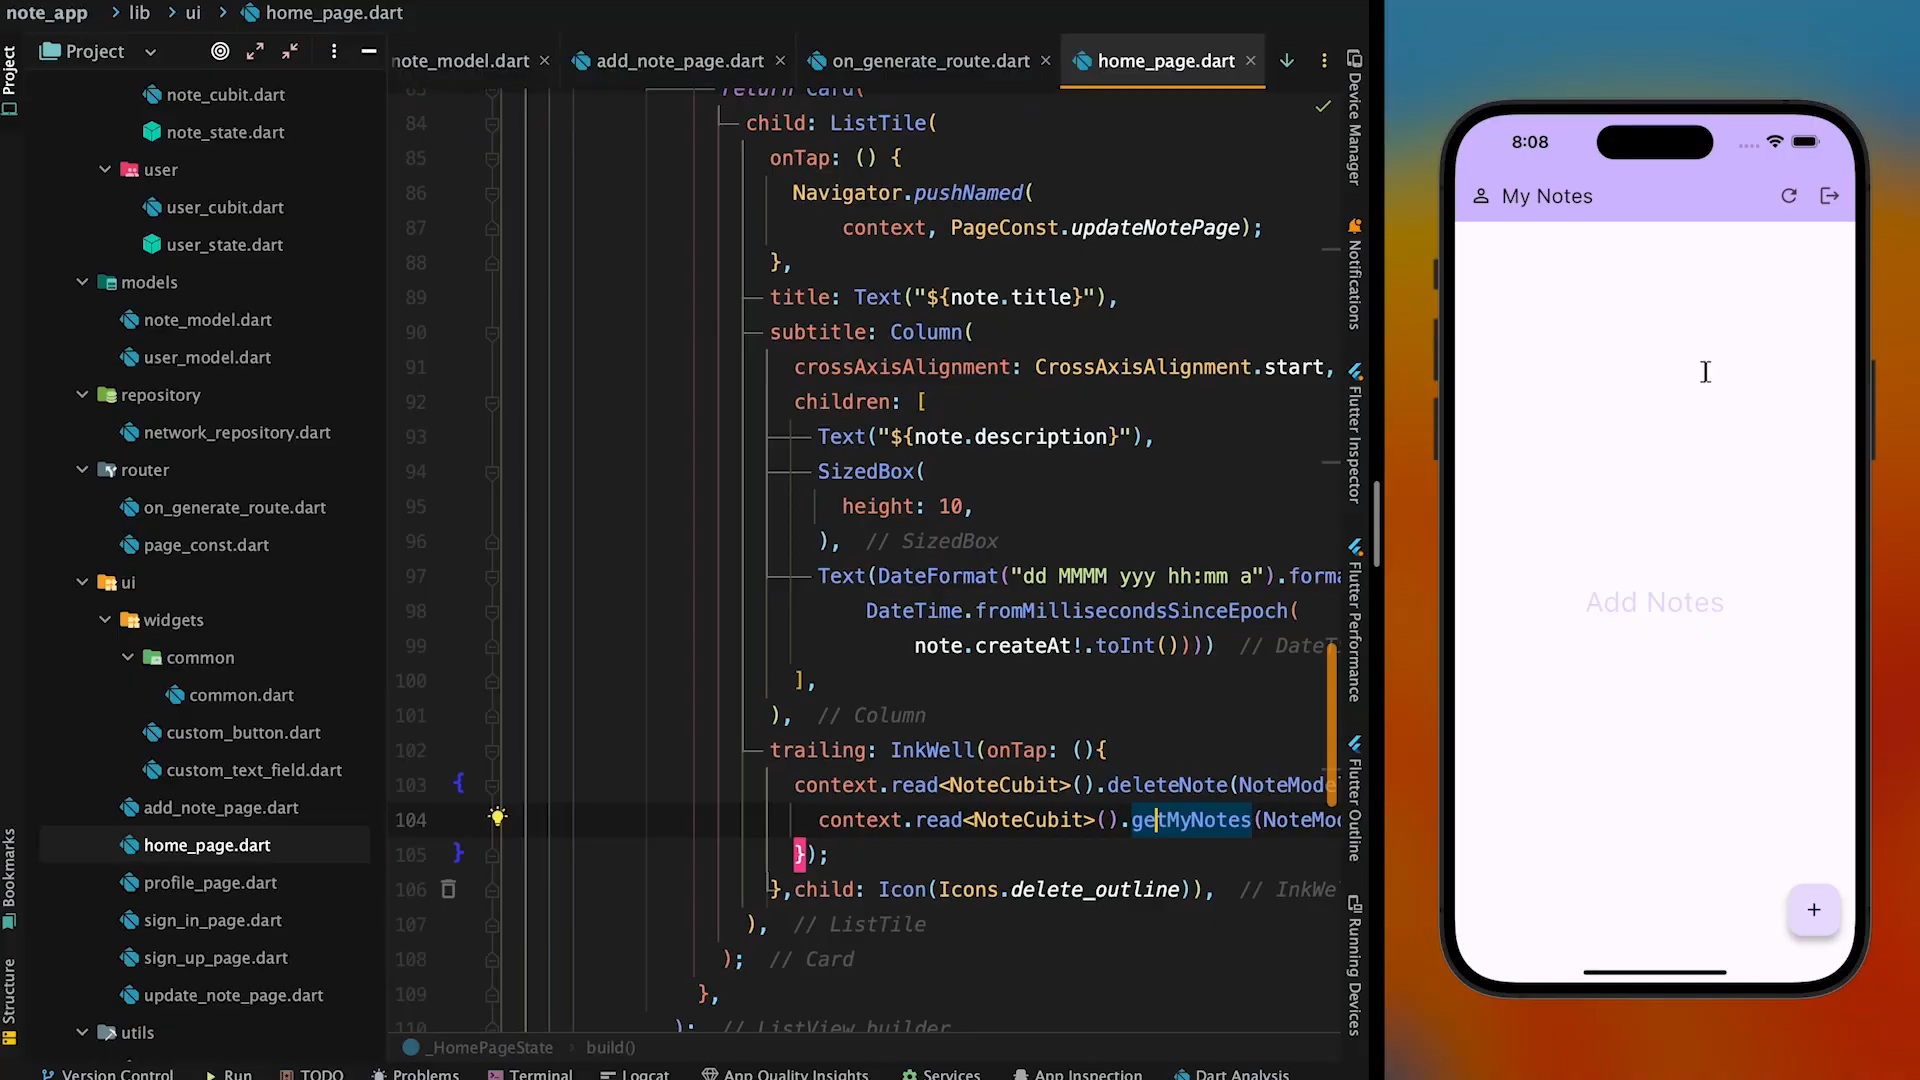 note_app
lib
ui
home_page.dart
Project
Project
note_cubit.dart
note_state.dart
user
user_cubit.dart
user_state.dart
models
note_model.dart
user_model.dart
repository
network_repository.dart
router
on_generate_route.dart
page_const.dart
ui
widgets
common
common.dart
custom_button.dart
custom_text_field.dart
add_note_page.dart
home_page.dart
profile_page.dart
sign_in_page.dart
sign_up_page.dart
update_note_page.dart
utils
Bookmarks
Structure
note_model.dart
add_note_page.dart
on_generate_route.dart
home_page.dart
83 return Card(
84 child: ListTile(
85 onTap: () {
86 Navigator.pushNamed(
87 context, PageConst.updateNotePage);
88 },
89 title: Text("${note.title}"),
90 subtitle: Column(
91 crossAxisAlignment: CrossAxisAlignment.start,
92 children: [
93 Text("${note.description}"),
94 SizedBox(
95 height: 10,
96 ), // SizedBox
97 Text(DateFormat("dd MMMM yyy hh:mm a").forma
98 DateTime.fromMillisecondsSinceEpoch(
99 note.createAt!.toInt()))) // DateT
100 ],
101 ), // Column
102 trailing: InkWell(onTap: (){
103 context.read<NoteCubit>().deleteNote(NoteMode
104 context.read<NoteCubit>().getMyNotes(NoteMod
105 });
106 },child: Icon(Icons.delete_outline)), // InkWe
107 ), // ListTile
108 ); // Card
109 },
110 ); // ListView.builder
_HomePageState
build()
Version Control
Run
TODO
Problems
Terminal
Logcat
App Quality Insights
Services
App Inspection
Dart Analysis
Device Manager
Notifications
Flutter Inspector
Flutter Performance
Flutter Outline
Running Devices
8:08
My Notes
Add Notes
+